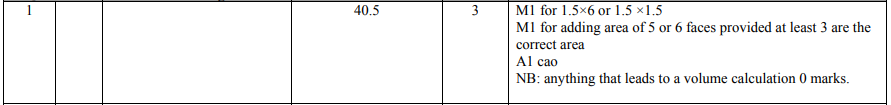 1 40.5 3 M1 for 1.5×6 or 1.5 ×1.5
M1 for adding area of 5 or 6 faces provided at least 3 are the
correct area
A1 cao
NB: anything that leads to a volume calculation 0 marks.